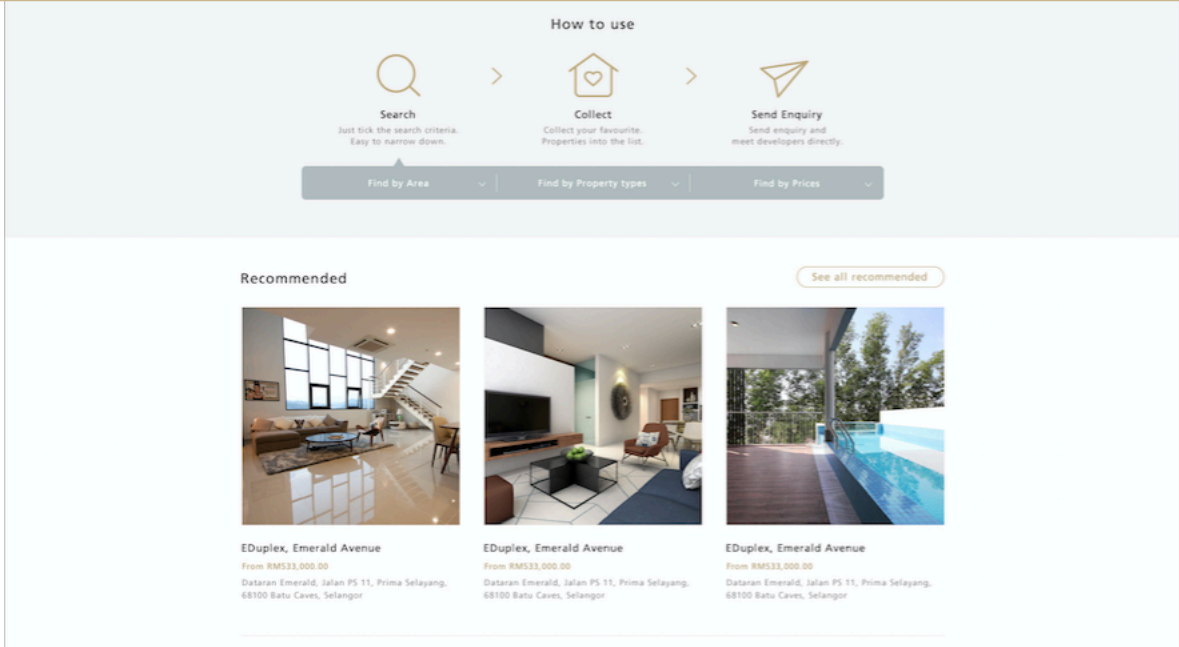 How to use
Search
Collect
Send Enquiry
Just tick the search criteria.
Easy to narrow down.
Collect your favourite.
Properties into the list.
Send enquiry and
meet developers directly.
Find by Area
Find by Property types
Find by Prices
Recommended
See all recommended
EDuplex, Emerald Avenue
From RM533,000.00
Dataran Emerald, Jalan PS 11, Prima Selayang,
68100 Batu Caves, Selangor
EDuplex, Emerald Avenue
From RM533,000.00
Dataran Emerald, Jalan PS 11, Prima Selayang,
68100 Batu Caves, Selangor
EDuplex, Emerald Avenue
From RM533,000.00
Dataran Emerald, Jalan PS 11, Prima Selayang,
68100 Batu Caves, Selangor